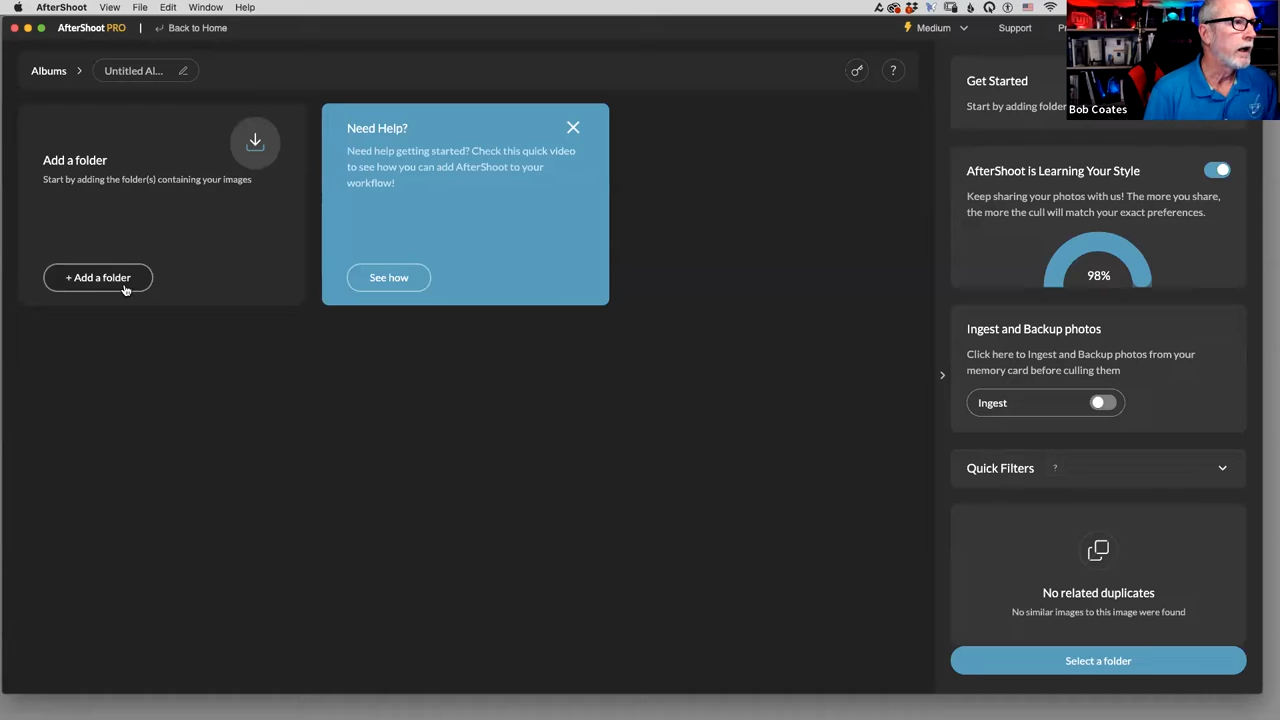 AfterShoot File Edit View Window Help
AfterShoot PRO
Back to Home
Medium
Support
Bob Coates
Albums
Untitled Al...
?
Add a folder
Start by adding the folder(s) containing your images
+ Add a folder
Need Help?
Need help getting started? Check this quick video
to see how you can add AfterShoot to your
workflow!
See how
Get Started
Start by adding folder
AfterShoot is Learning Your Style
Keep sharing your photos with us! The more you share,
the more the cull will match your exact preferences.
98%
Ingest and Backup photos
Click here to Ingest and Backup photos from your
memory card before culling them
Ingest
Quick Filters ?
No related duplicates
No similar images to this image were found
Select a folder